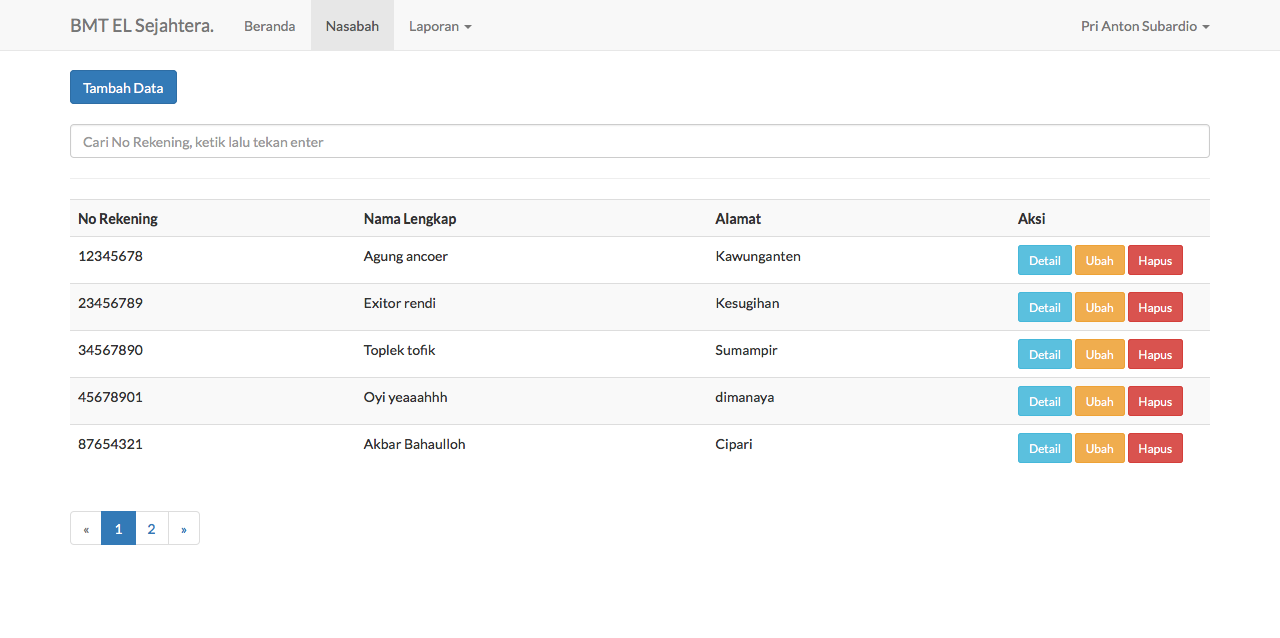 BMT EL Sejahtera. Beranda Nasabah Laporan Pri Anton Subardio
Tambah Data
Cari No Rekening, ketik lalu tekan enter
No Rekening Nama Lengkap Alamat Aksi
12345678 Agung ancoer Kawunganten Detail Ubah Hapus
23456789 Exitor rendi Kesugihan Detail Ubah Hapus
34567890 Toplek tofik Sumampir Detail Ubah Hapus
45678901 Oyi yeaaahhh dimanaya Detail Ubah Hapus
87654321 Akbar Bahaulloh Cipari Detail Ubah Hapus
« 1 2 »